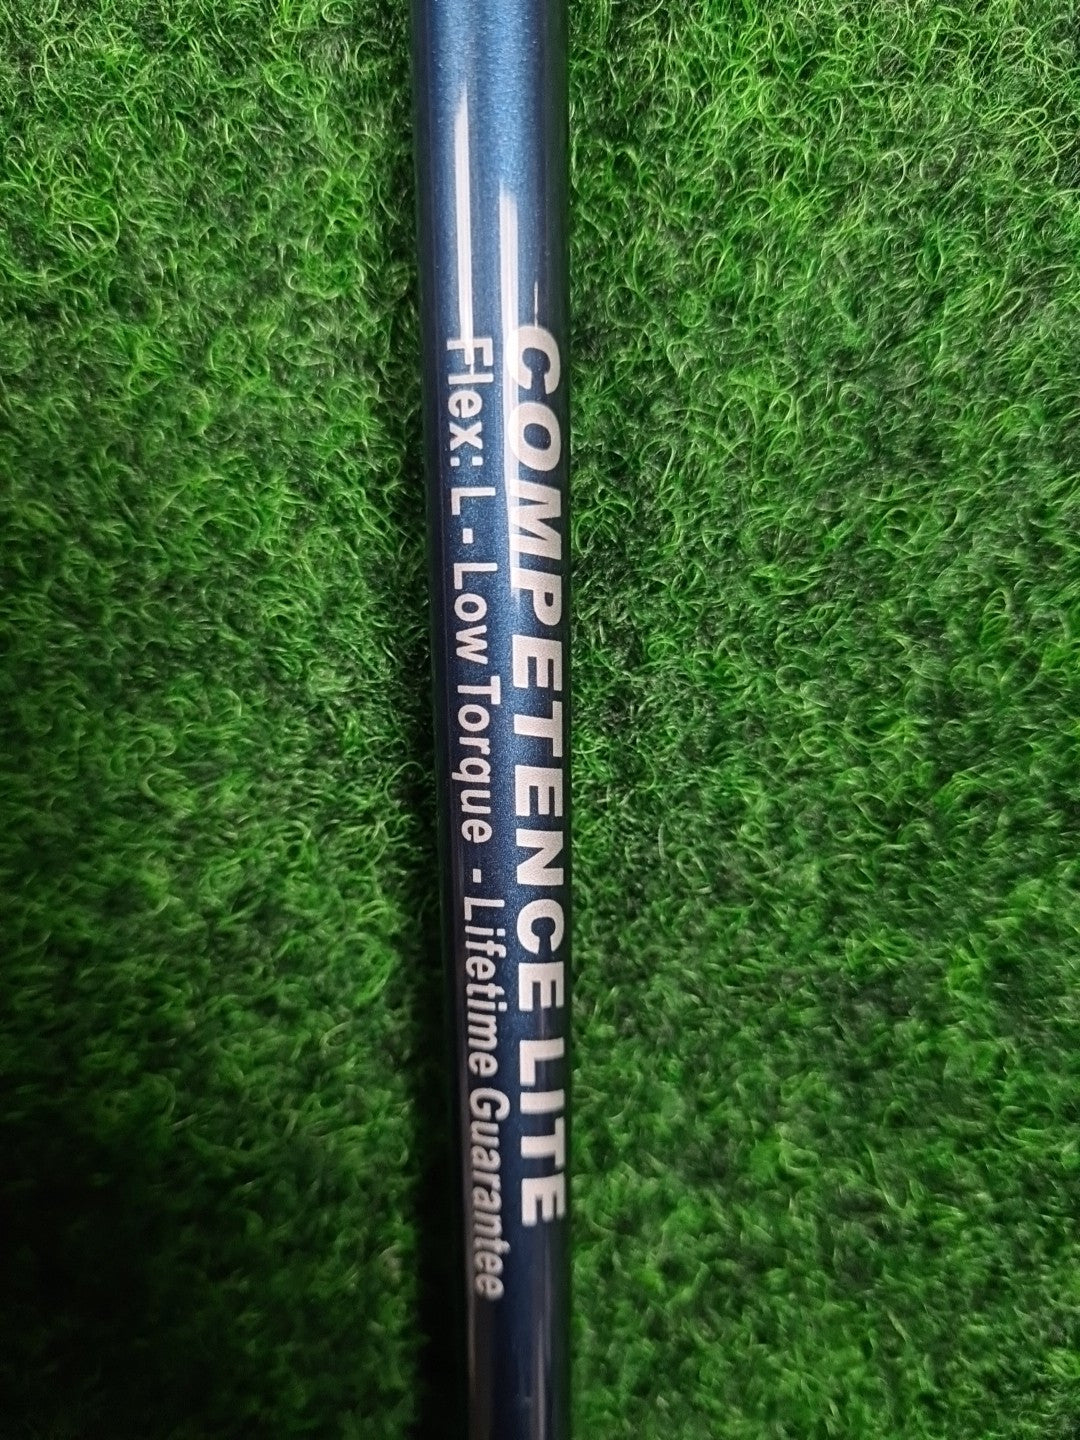 COMPETENCE LITE
Flex: L - Low Torque - Lifetime Guarantee